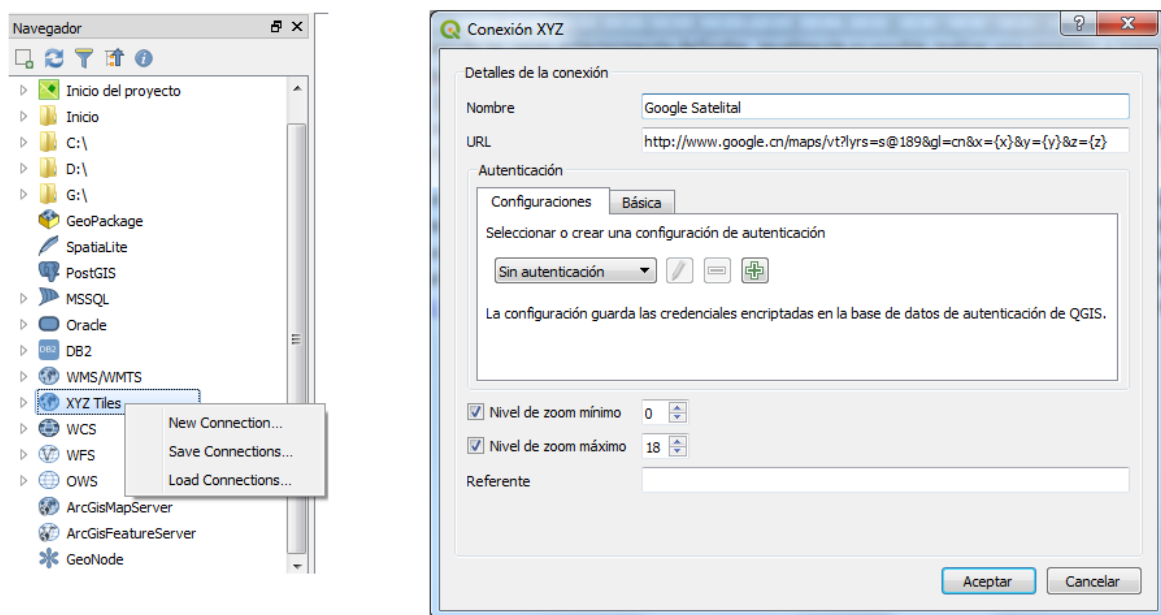 Navegador
Inicio del proyecto
Inicio
C:\
D:\
G:\
GeoPackage
SpatiaLite
PostGIS
MSSQL
Oracle
DB2
DB2
WMS/WMTS
XYZ Tiles
New Connection...
WCS
Save Connections...
WFS
Load Connections...
OWS
ArcGisMapServer
ArcGisFeatureServer
GeoNode
Conexión XYZ
Detalles de la conexión
Nombre
Google Satelital
URL
http://www.google.cn/maps/vt?lyrs=s@189&gl=cn&x={x}&y={y}&z={z}
Autenticación
Configuraciones
Básica
Seleccionar o crear una configuración de autenticación
Sin autenticación
La configuración guarda las credenciales encriptadas en la base de datos de autenticación de QGIS.
Nivel de zoom mínimo
0
Nivel de zoom máximo
18
Referente
Aceptar
Cancelar